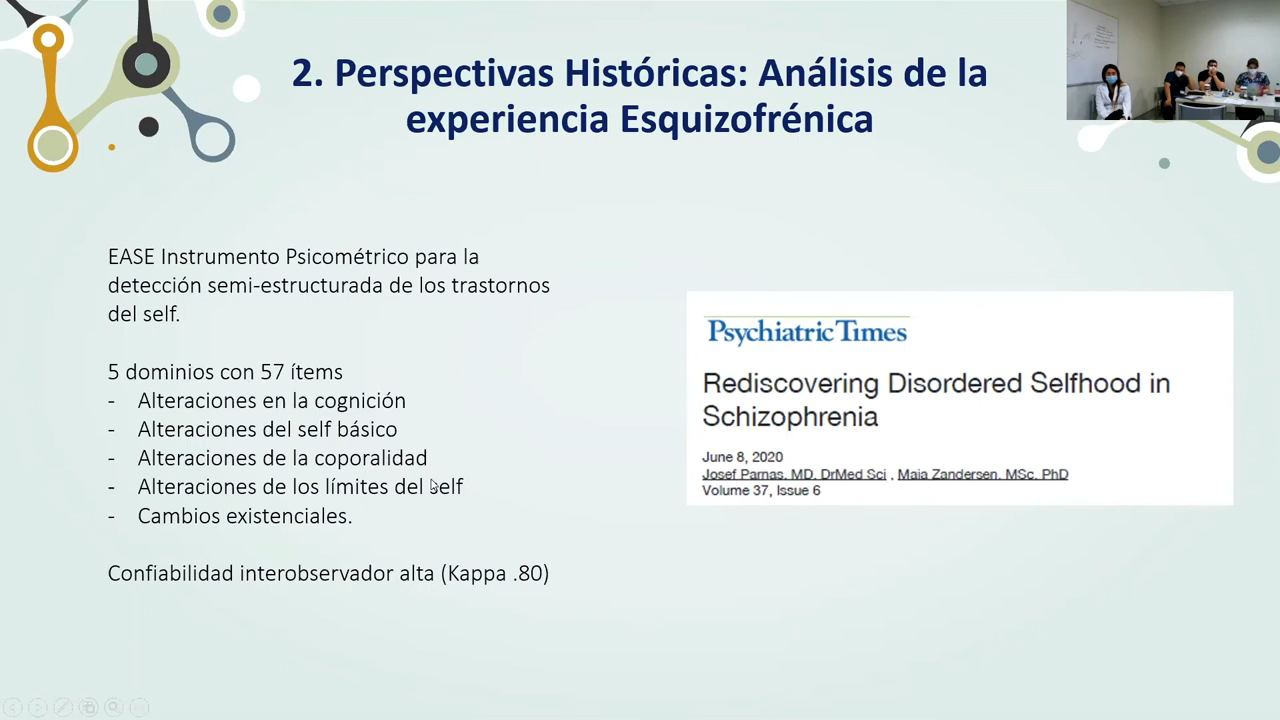 2. Perspectivas Históricas: Análisis de la
experiencia Esquizofrénica
EASE Instrumento Psicométrico para la
detección semi-estructurada de los trastornos
del self.
5 dominios con 57 ítems
- Alteraciones en la cognición
- Alteraciones del self básico
- Alteraciones de la coporalidad
- Alteraciones de los límites del self
- Cambios existenciales.
Confiabilidad interobservador alta (Kappa .80)
Psychiatric Times
Rediscovering Disordered Selfhood in
Schizophrenia
June 8, 2020
Josef Parnas, MD, DrMed Sci , Maja Zandersen, MSc, PhD
Volume 37, Issue 6